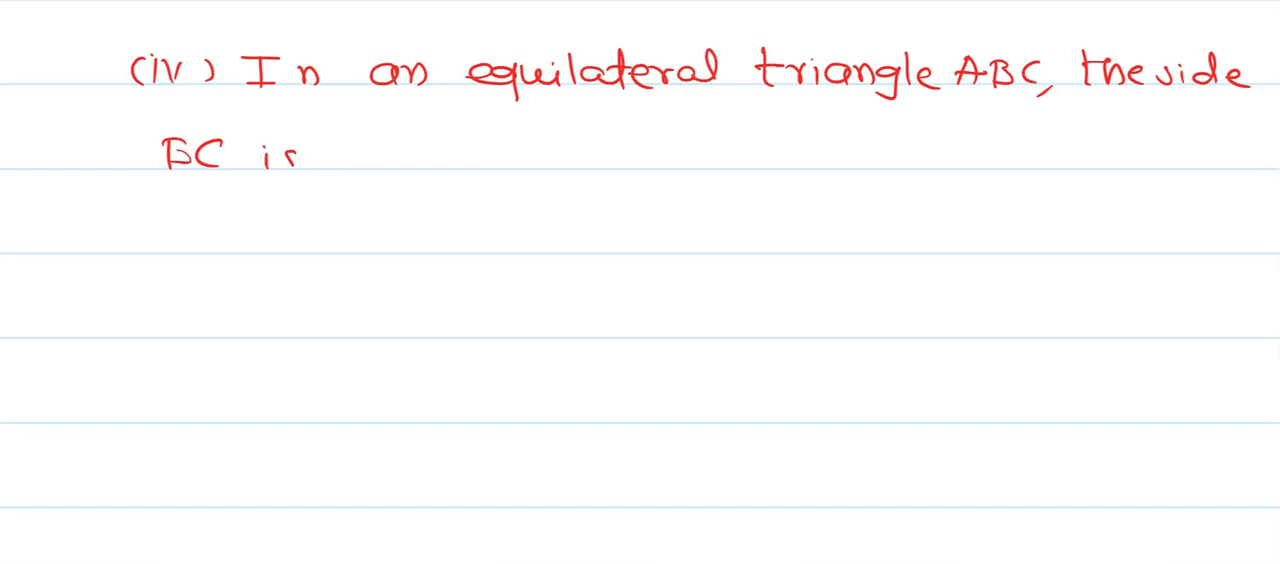 (iv) In an equilateral triangle ABC, the side
BC is